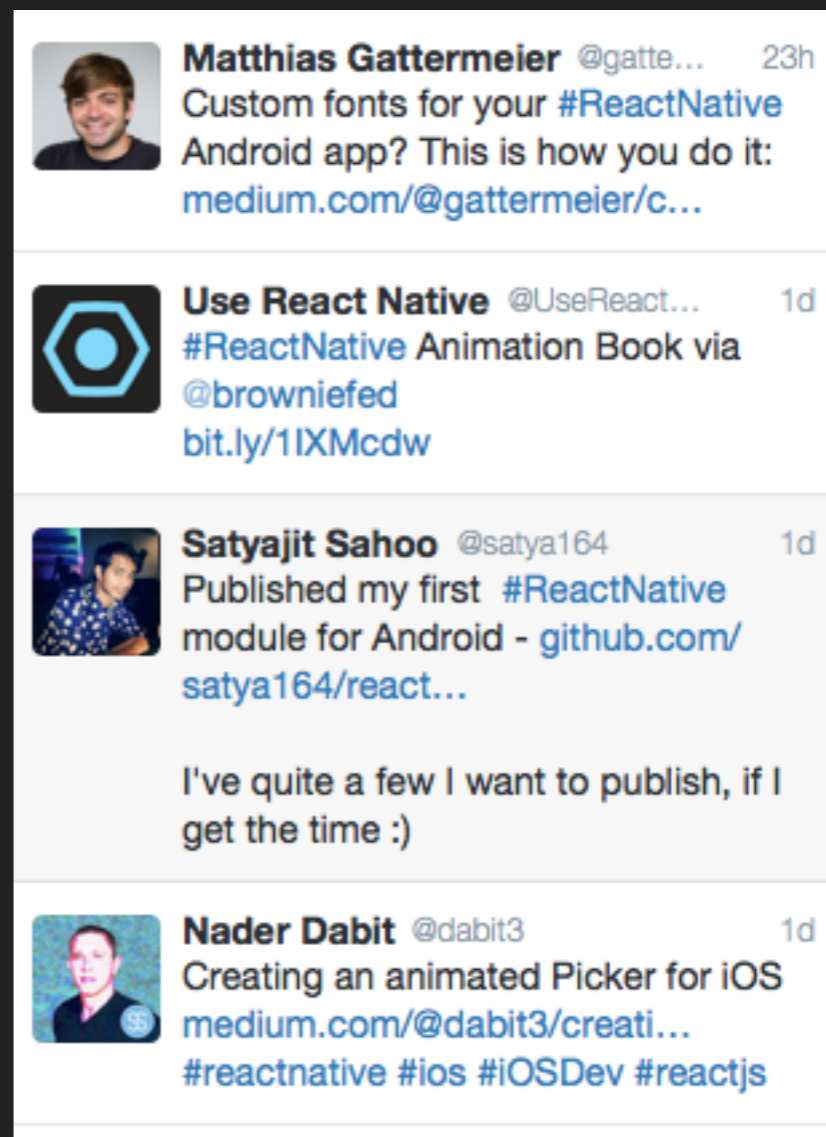 Matthias Gattermeier @gatte... 23h
Custom fonts for your #ReactNative
Android app? This is how you do it:
medium.com/@gattermeier/c...
Use React Native @UseReact... 1d
#ReactNative Animation Book via
@browniefed
bit.ly/1IXMcdw
Satyajit Sahoo @satya164 1d
Published my first #ReactNative
module for Android - github.com/
satya164/react...
I've quite a few I want to publish, if I
get the time :)
Nader Dabit @dabit3 1d
Creating an animated Picker for iOS
medium.com/@dabit3/creati...
#reactnative #ios #iOSDev #reactjs